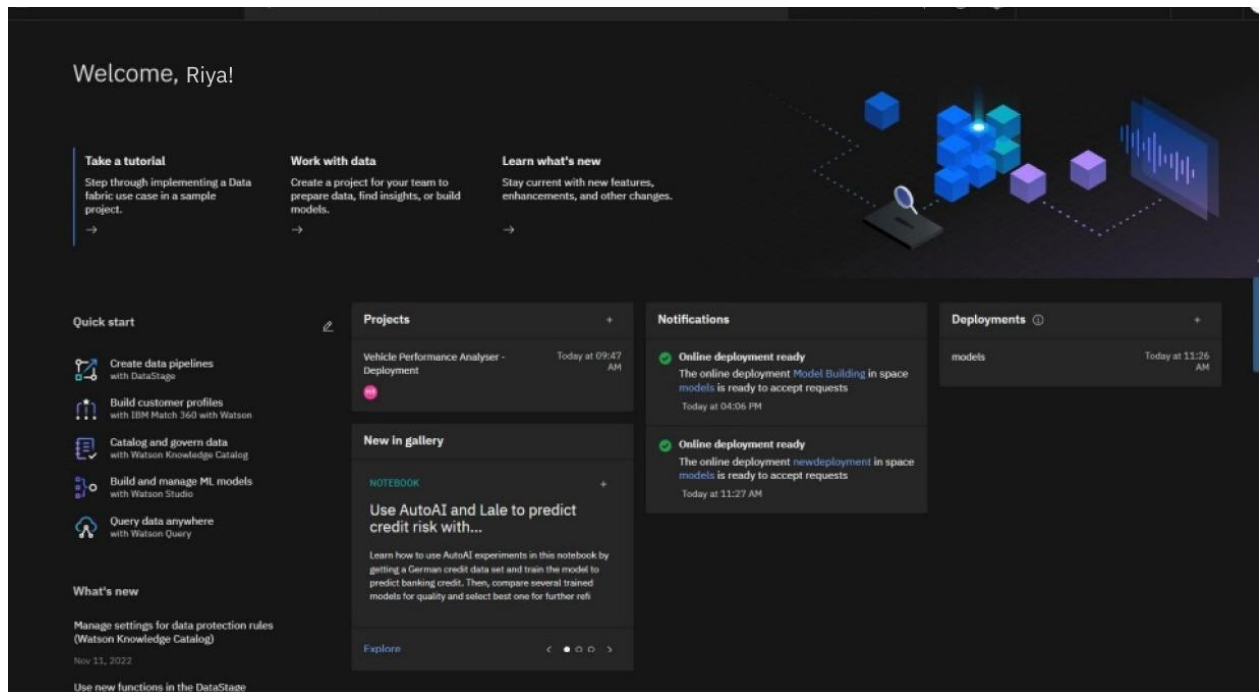 Welcome, Riya!
Take a tutorial
Step through implementing a Data
fabric use case in a sample
project.
→
Work with data
Create a project for your team to
prepare data, find insights, or build
models.
→
Learn what's new
Stay current with new features,
enhancements, and other changes.
→
Quick start
Create data pipelines
with DataStage
Build customer profiles
with IBM Match 360 with Watson
Catalog and govern data
with Watson Knowledge Catalog
Build and manage ML models
with Watson Studio
Query data anywhere
with Watson Query
What's new
Manage settings for data protection rules
(Watson Knowledge Catalog)
Nov 11, 2022
Use new functions in the DataStage
Projects +
Vehicle Performance Analyser - Today at 09:47
Deployment AM
New in gallery
NOTEBOOK +
Use AutoAI and Lale to predict
credit risk with...
Learn how to use AutoAI experiments in this notebook by
getting a German credit data set and train the model to
predict banking credit. Then, compare several trained
models for quality and select best one for further refi
Explore
Notifications
Online deployment ready
The online deployment Model Building in space
models is ready to accept requests
Today at 04:06 PM
Online deployment ready
The online deployment newdeployment in space
models is ready to accept requests
Today at 11:27 AM
Deployments +
models Today at 11:26
AM